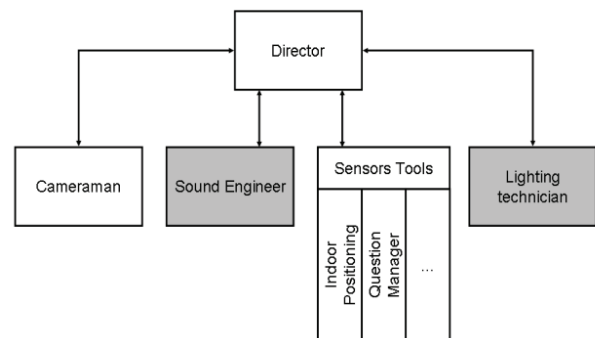 Director
Cameraman
Sound Engineer
Sensors Tools
Lighting
technician
Indoor
Positioning
Question
Manager
...